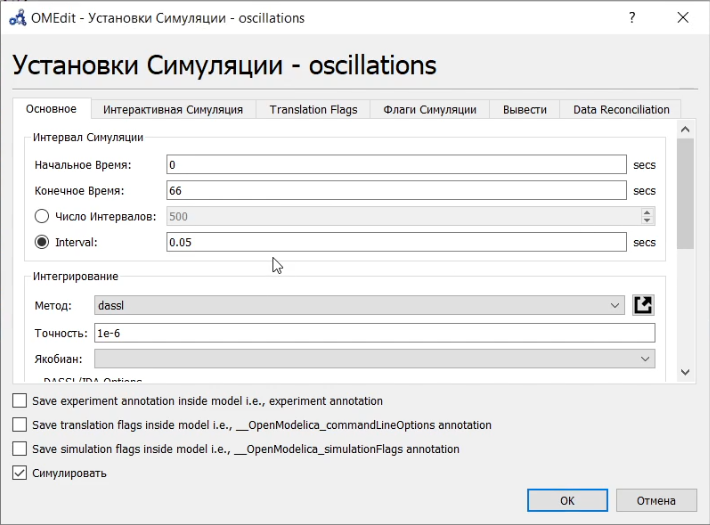 OMEdit - Установки Симуляции - oscillations
Установки Симуляции - oscillations
Основное Интерактивная Симуляция Translation Flags Флаги Симуляции Вывести Data Reconciliation
Интервал Симуляции
Начальное Время: 0 secs
Конечное Время: 66 secs
Число Интервалов: 500
Interval: 0.05 secs
Интегрирование
Метод: dassl
Точность: 1e-6
Якобиан:
DASSL/IDA Options
Save experiment annotation inside model i.e., experiment annotation
Save translation flags inside model i.e., __OpenModelica_commandLineOptions annotation
Save simulation flags inside model i.e., __OpenModelica_simulationFlags annotation
Симулировать
OK Отмена